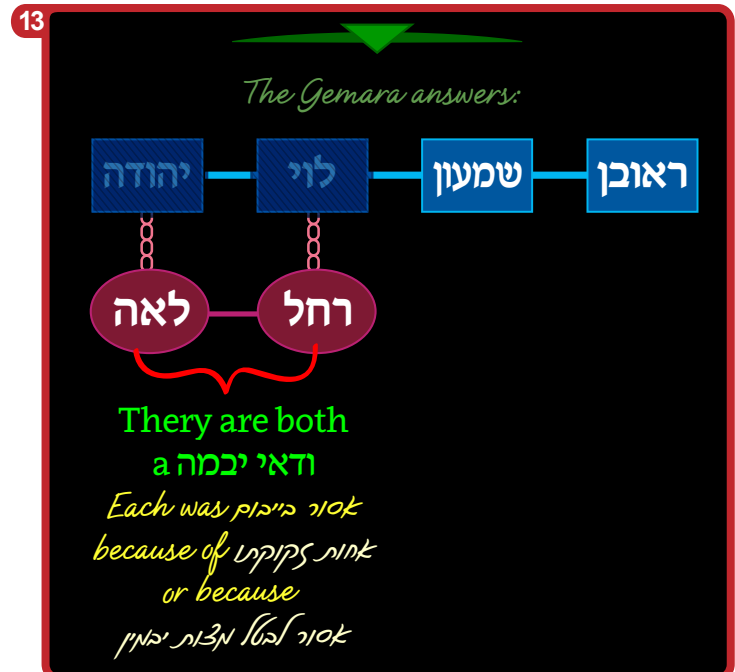 13
The Gemara answers:
ראובן שמעון לוי יהודה
רחל לאה
Thery are both
a ודאי יבמה
Each was אסור בייבום
because of אחות זקוקתו
or because
אסור לבטל מצות יבמין